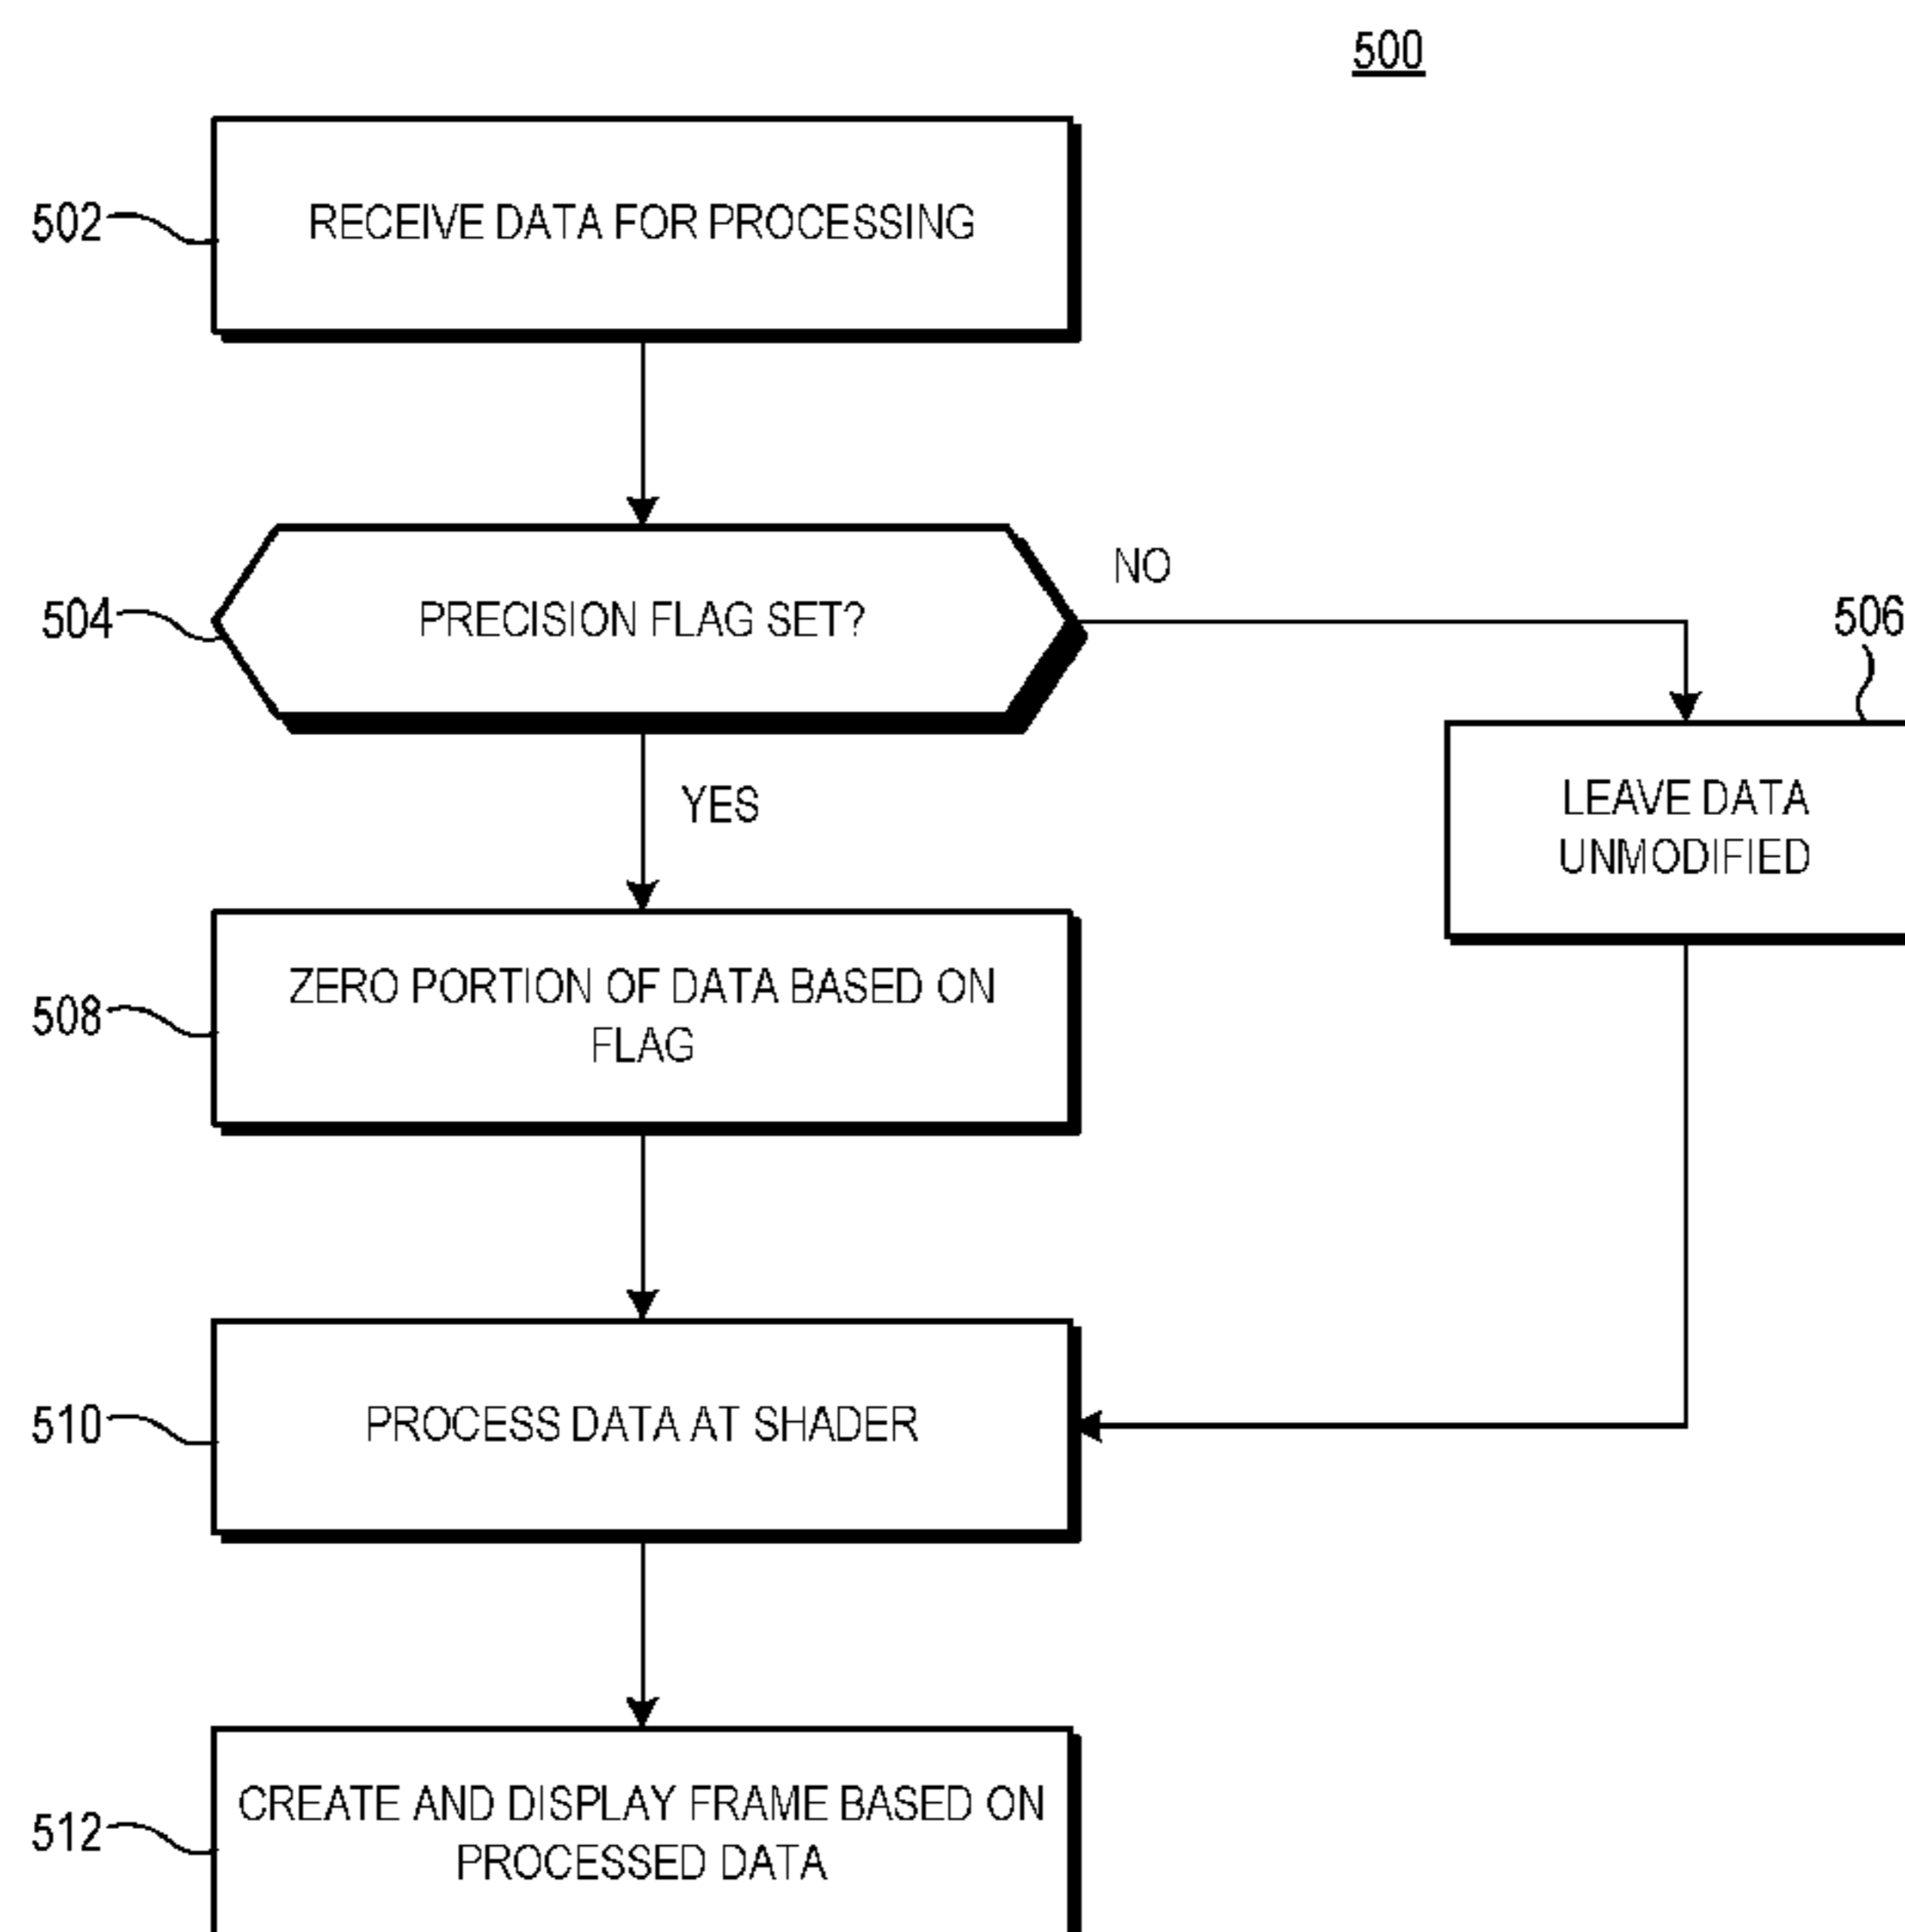 500
502
RECEIVE DATA FOR PROCESSING
504
PRECISION FLAG SET?
NO
506
YES
LEAVE DATA
UNMODIFIED
508
ZERO PORTION OF DATA BASED ON
FLAG
510
PROCESS DATA AT SHADER
512
CREATE AND DISPLAY FRAME BASED ON
PROCESSED DATA